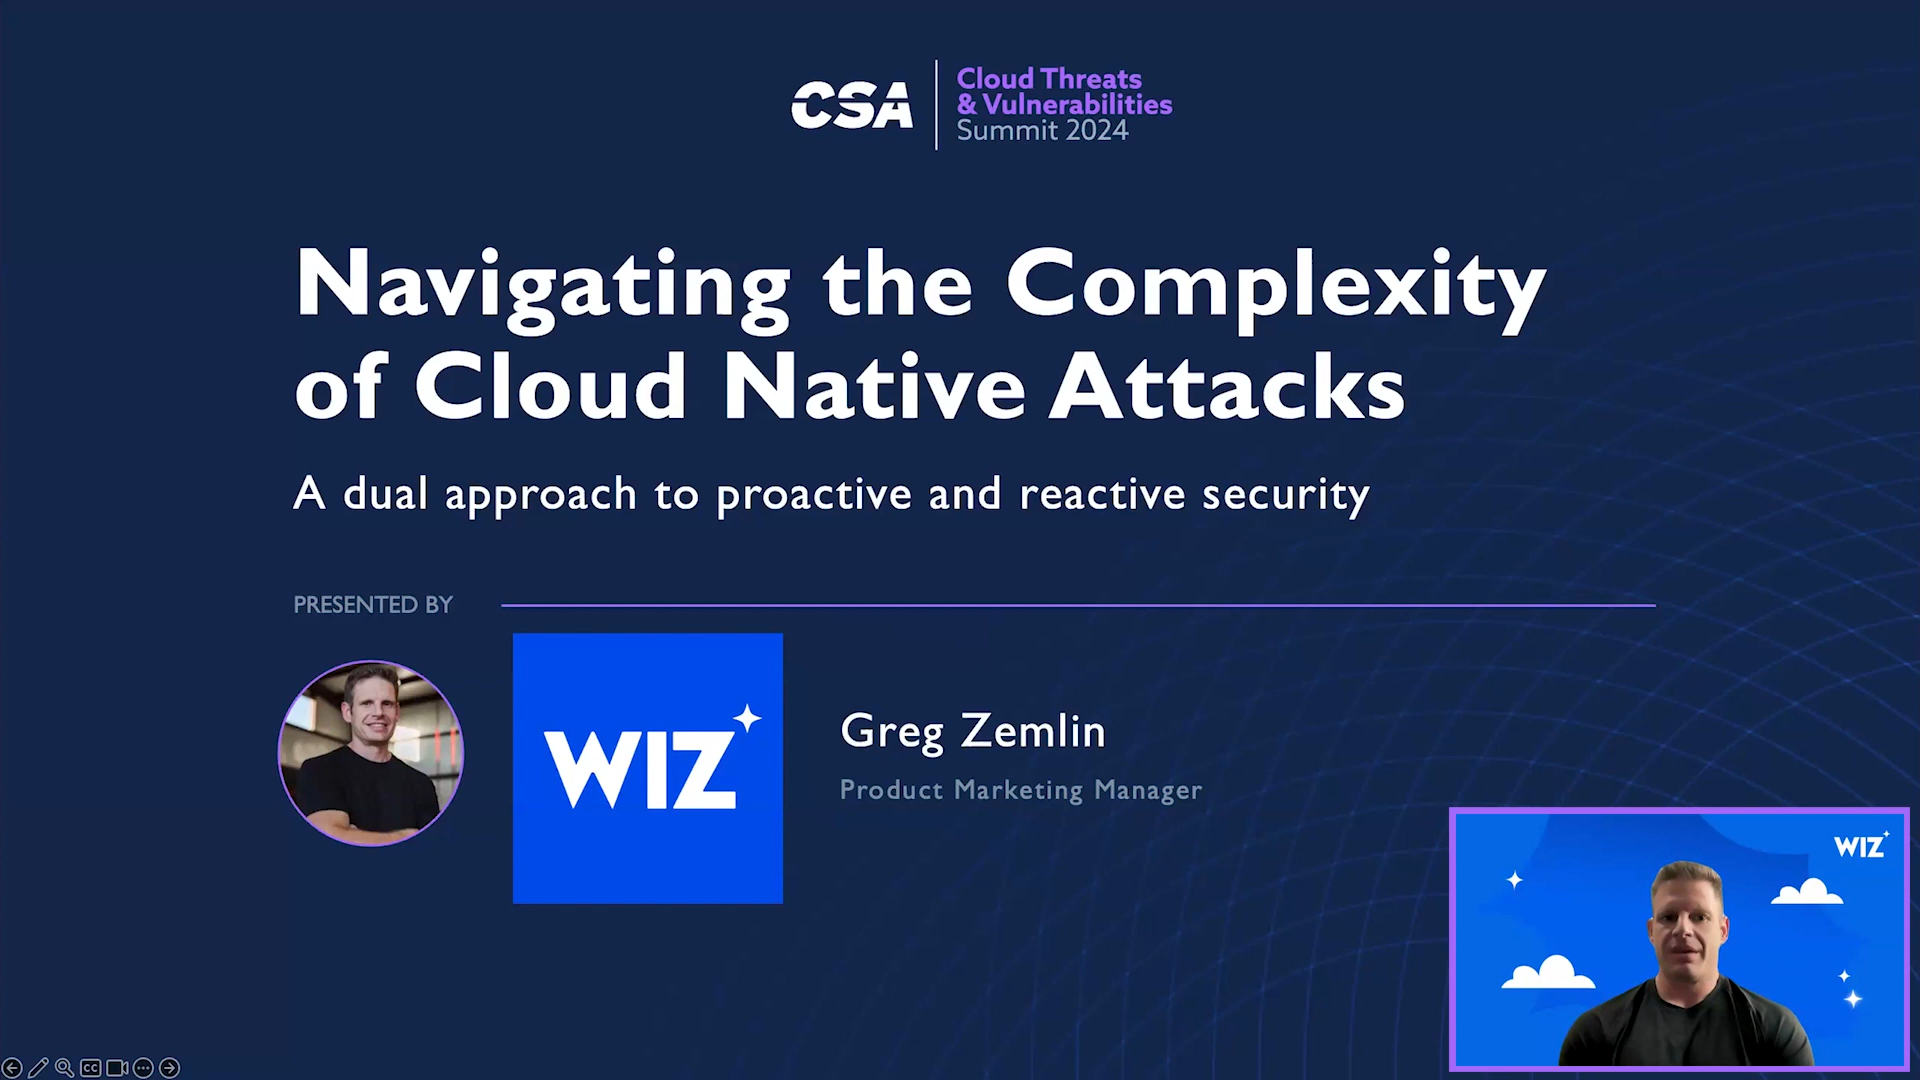 CSA
Cloud Threats
& Vulnerabilities
Summit 2024
Navigating the Complexity
of Cloud Native Attacks
A dual approach to proactive and reactive security
PRESENTED BY
WIZ
Greg Zemlin
Product Marketing Manager
WIZ
CC